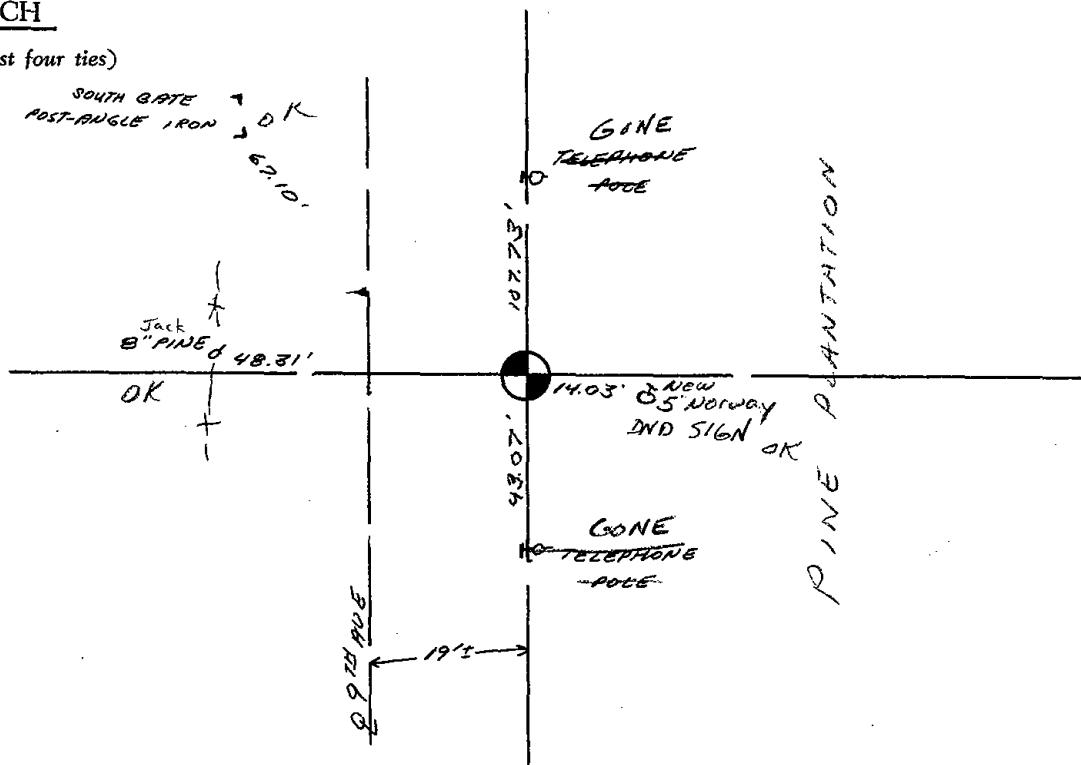 CH
st four ties)
SOUTH GATE
POST-ANGLE IRON
OK
67.10'
GONE
TELEPHONE
POLE
107.73'
PINE PLANTATION
Jack
8" PINE
48.31'
OK
14.03'
NEW
5" Norway
DND SIGN
OK
43.07'
GONE
TELEPHONE
POLE
9TH AVE
19'±